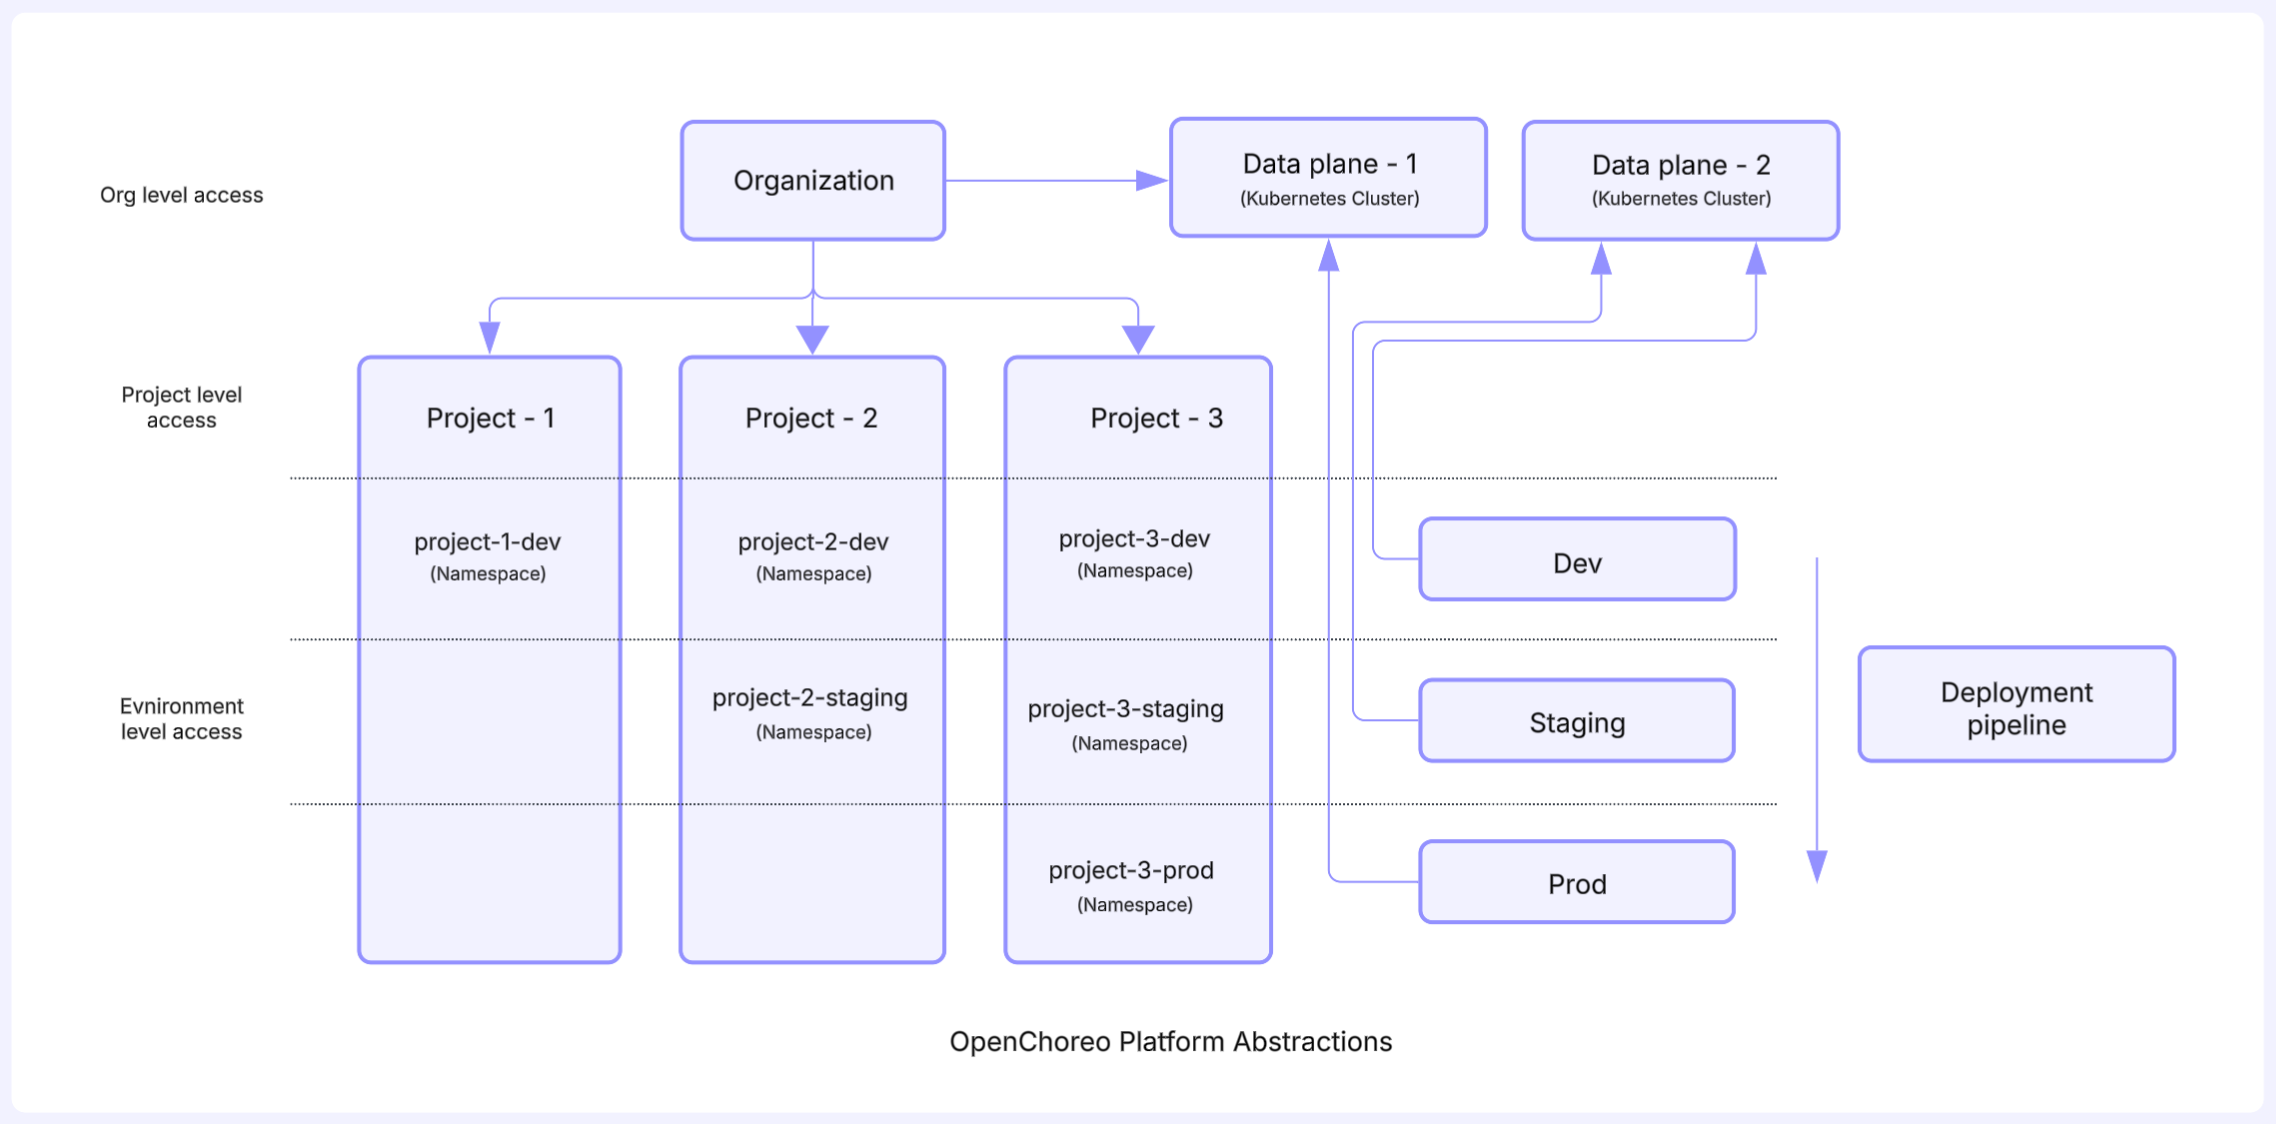 Org level access
Organization
Data plane - 1
(Kubernetes Cluster)
Data plane - 2
(Kubernetes Cluster)
Project level
access
Project - 1
Project - 2
Project - 3
project-1-dev
(Namespace)
project-2-dev
(Namespace)
project-3-dev
(Namespace)
Dev
Evnironment
level access
project-2-staging
(Namespace)
project-3-staging
(Namespace)
Staging
Deployment
pipeline
project-3-prod
(Namespace)
Prod
OpenChoreo Platform Abstractions